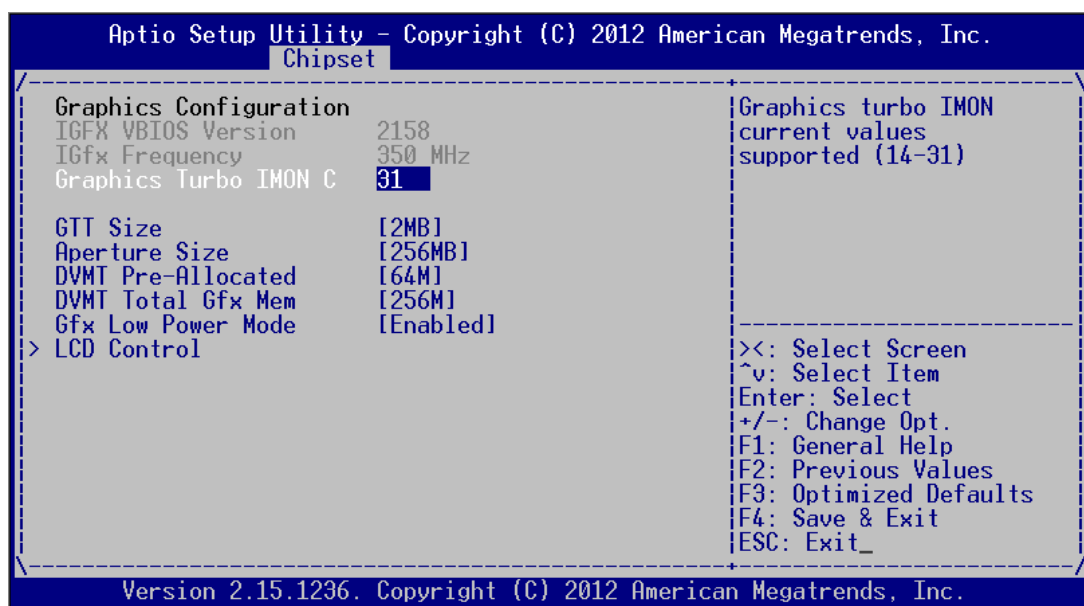 Aptio Setup Utility – Copyright (C) 2012 American Megatrends, Inc.
Chipset
Graphics Configuration
IGFX VBIOS Version 2158
IGfx Frequency 350 MHz
Graphics Turbo IMON C 31
GTT Size [2MB]
Aperture Size [256MB]
DVMT Pre-Allocated [64M]
DVMT Total Gfx Mem [256M]
Gfx Low Power Mode [Enabled]
> LCD Control
Graphics turbo IMON
current values
supported (14-31)
><: Select Screen
^v: Select Item
Enter: Select
+/-: Change Opt.
F1: General Help
F2: Previous Values
F3: Optimized Defaults
F4: Save & Exit
ESC: Exit_
Version 2.15.1236. Copyright (C) 2012 American Megatrends, Inc.